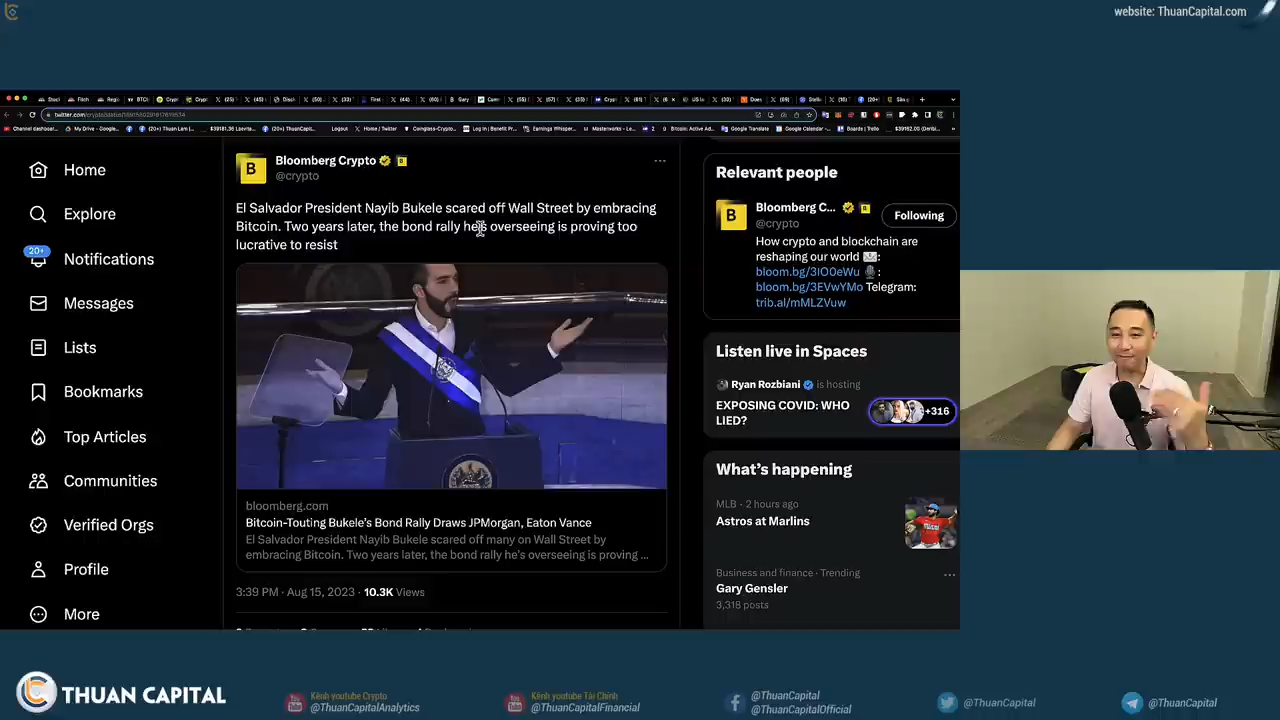 website: ThuanCapital.com
Home
Explore
20+
Notifications
Messages
Lists
Bookmarks
Top Articles
Communities
Verified Orgs
Profile
More
B
Bloomberg Crypto
@crypto
El Salvador President Nayib Bukele scared off Wall Street by embracing
Bitcoin. Two years later, the bond rally he's overseeing is proving too
lucrative to resist
bloomberg.com
Bitcoin-Touting Bukele's Bond Rally Draws JPMorgan, Eaton Vance
El Salvador President Nayib Bukele scared off many on Wall Street by
embracing Bitcoin. Two years later, the bond rally he's overseeing is proving ...
3:39 PM · Aug 15, 2023 · 10.3K Views
Relevant people
B
Bloomberg C...
@crypto
Following
How crypto and blockchain are
reshaping our world
bloom.bg/3IO0eWu
bloom.bg/3EVwYMo Telegram:
trib.al/mMLZVuw
Listen live in Spaces
Ryan Rozbiani is hosting
EXPOSING COVID: WHO
LIED?
+316
What's happening
MLB · 2 hours ago
Astros at Marlins
Business and finance · Trending
Gary Gensler
3,318 posts
THUAN CAPITAL
Kênh youtube Crypto
@ThuanCapitalAnalytics
Kênh youtube Tài Chính
@ThuanCapitalFinancial
@ThuanCapital
@ThuanCapitalOfficial
@ThuanCapital
@ThuanCapital